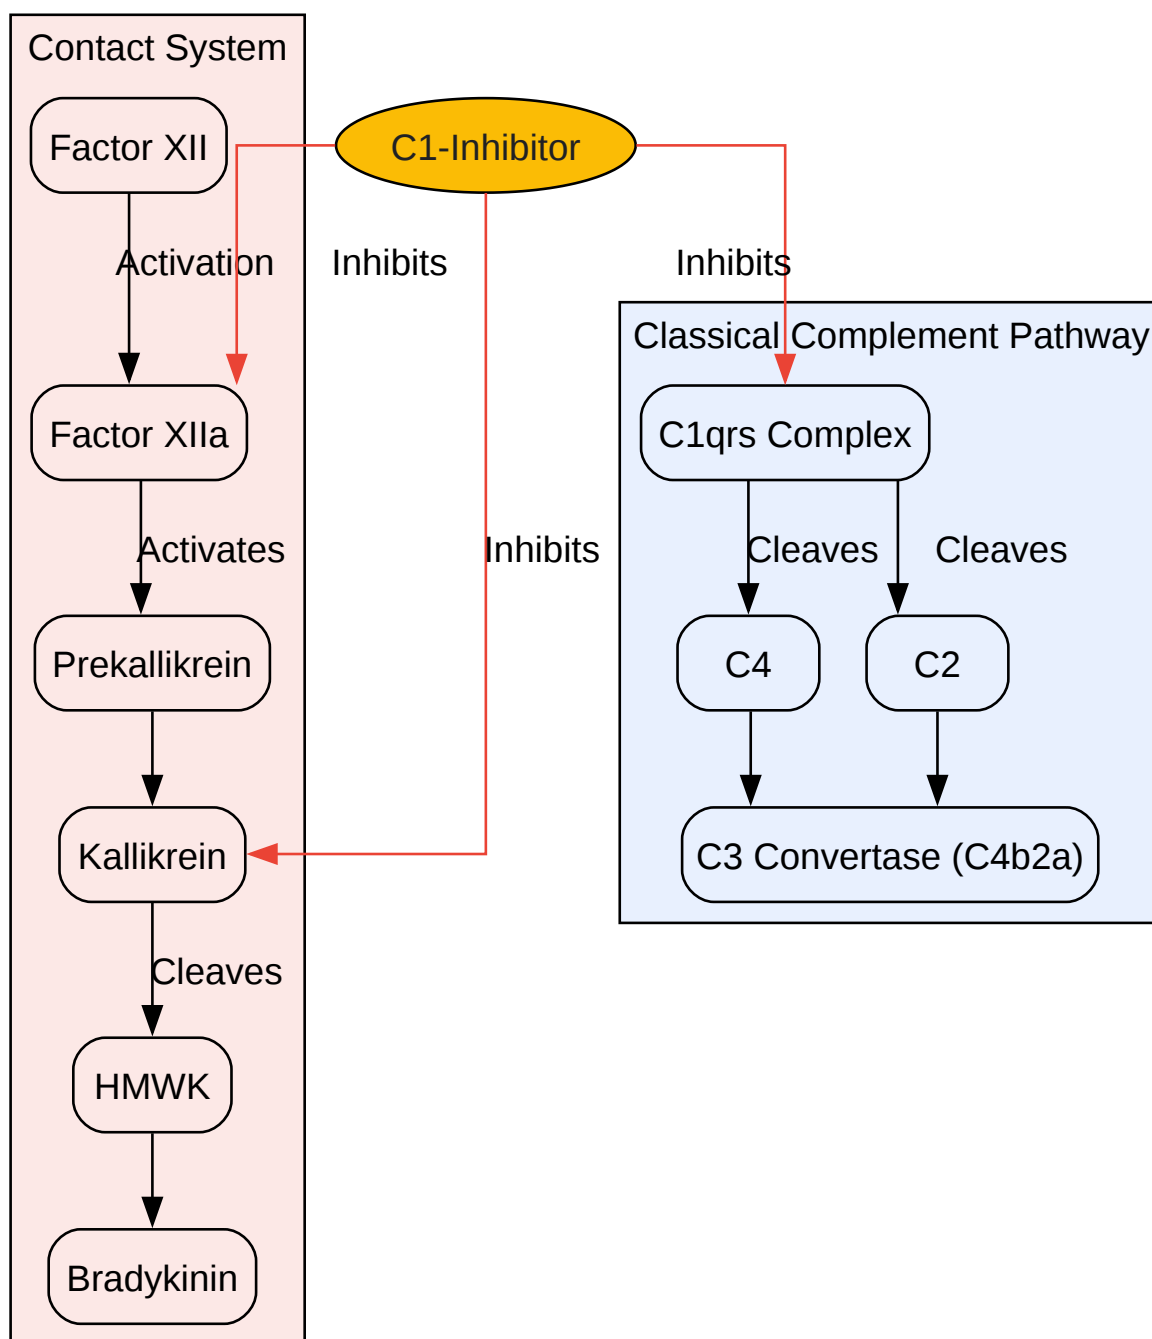 Contact System
Factor XII
C1-Inhibitor
Activation
Inhibits
Inhibits
Classical Complement Pathway
Factor XIIa
C1qrs Complex
Activates
Inhibits
Cleaves
Cleaves
Prekallikrein
C4
C2
Kallikrein
C3 Convertase (C4b2a)
Cleaves
HMWK
Bradykinin